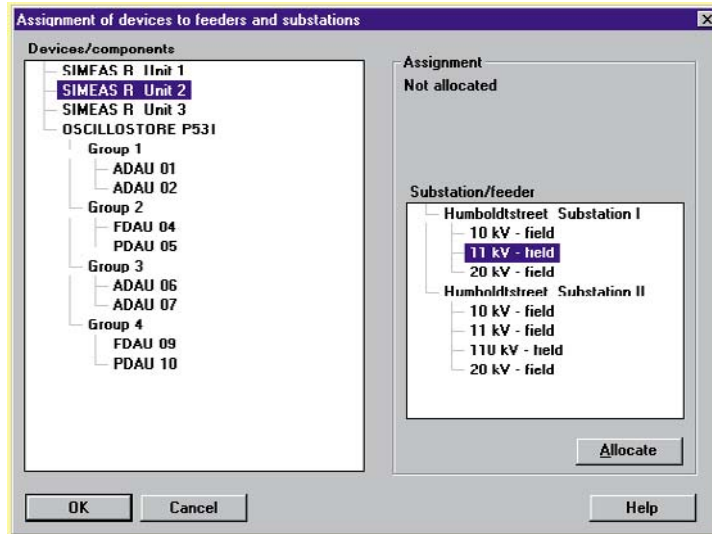 Assignment of devices to feeders and substations
Devices/components
SIMEAS R Unit 1
SIMEAS R Unit 2
SIMEAS R Unit 3
OSCILLOSTORE P531
Group 1
ADAU 01
ADAU 02
Group 2
FDAU 04
PDAU 05
Group 3
ADAU 06
ADAU 07
Group 4
FDAU 09
PDAU 10
Assignment
Not allocated
Substation/feeder
Humboldtstreet Substation I
10 kV - field
11 kV - field
20 kV - field
Humboldtstreet Substation II
10 kV - field
11 kV - field
110 kV - field
20 kV - field
Allocate
OK
Cancel
Help